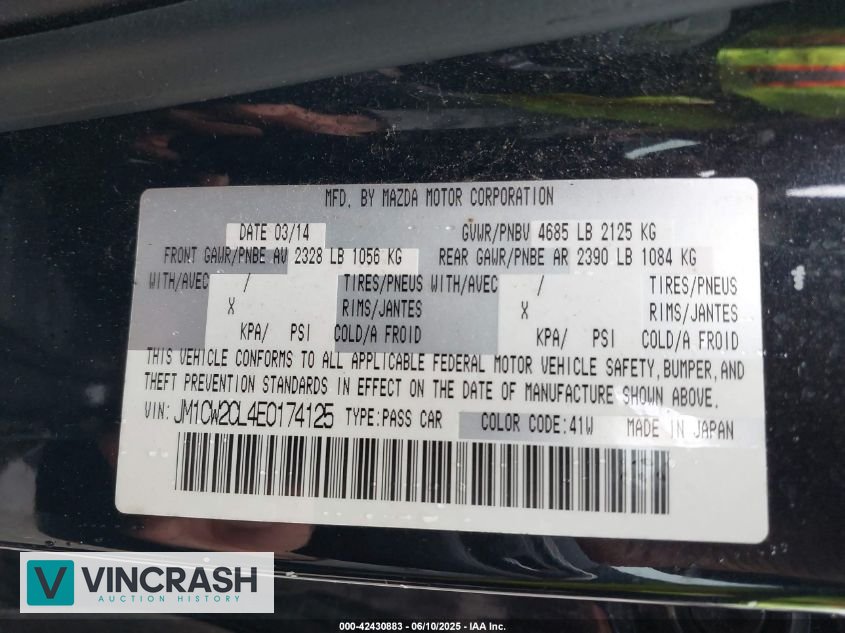 MFD. BY MAZDA MOTOR CORPORATION
DATE 03/14 GVWR/PNBV 4685 LB 2125 KG
FRONT GAWR/PNBE AV 2328 LB 1056 KG REAR GAWR/PNBE AR 2390 LB 1084 KG
WITH/AVEC / TIRES/PNEUS WITH/AVEC / TIRES/PNEUS
X RIMS/JANTES X RIMS/JANTES
KPA/ PSI COLD/A FROID KPA/ PSI COLD/A FROID
THIS VEHICLE CONFORMS TO ALL APPLICABLE FEDERAL MOTOR VEHICLE SAFETY,BUMPER,AND
THEFT PREVENTION STANDARDS IN EFFECT ON THE DATE OF MANUFACTURE SHOWN ABOVE.
VIN: JM1CW2CL4E0174125 TYPE:PASS CAR COLOR CODE:41W MADE IN JAPAN
V VINCRASH
AUCTION HISTORY
000-42430883 - 06/10/2025 - IAA Inc.